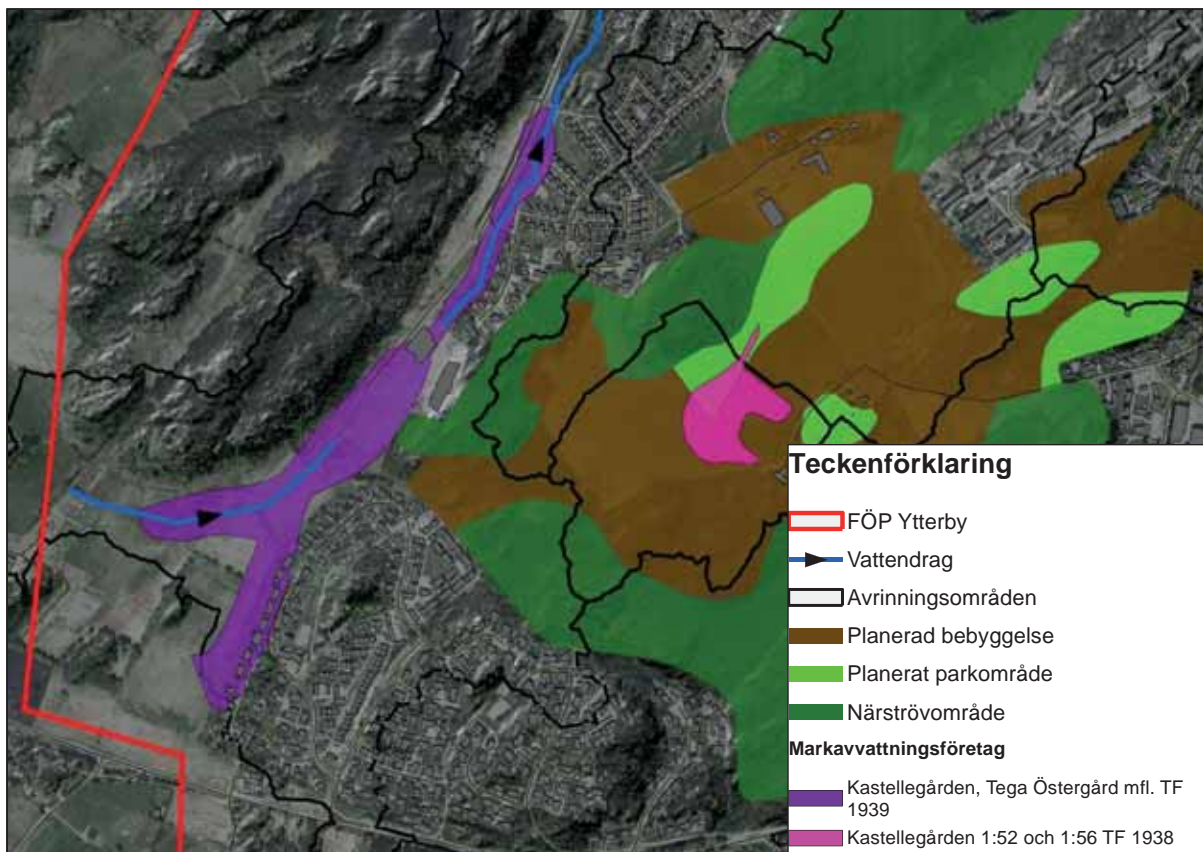 Teckenförklaring
FÖP Ytterby
Vattendrag
Avrinningsområden
Planerad bebyggelse
Planerat parkområde
Närströvområde
Markavvattningsföretag
Kastellegården, Tega Östergård mfl. TF
1939
Kastellegården 1:52 och 1:56 TF 1938